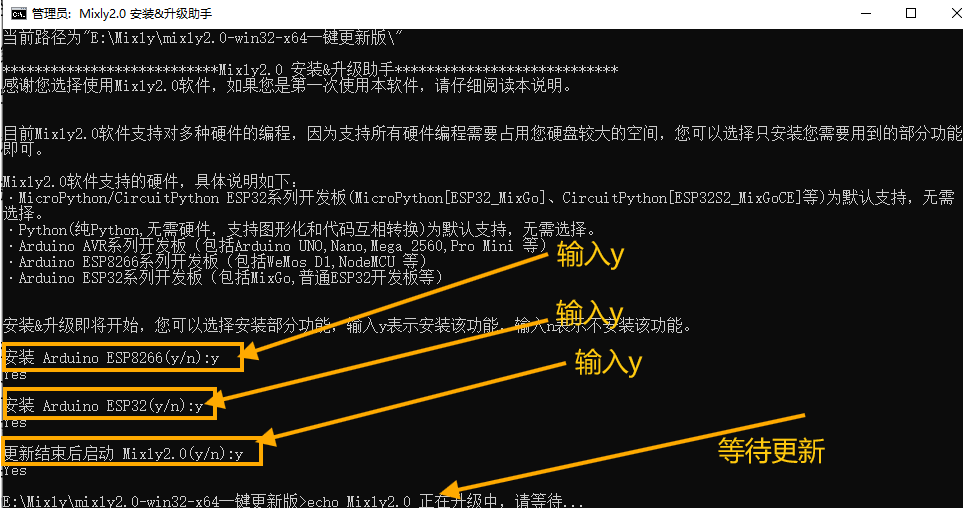 管理员: Mixly2.0 安装&升级助手
当前路径为"E:\Mixly\mixly2.0-win32-x64一键更新版\"
****************************Mixly2.0 安装&升级助手****************************
感谢您选择使用Mixly2.0软件，如果您是第一次使用本软件，请仔细阅读本说明。
目前Mixly2.0软件支持对多种硬件的编程，因为支持所有硬件编程需要占用您硬盘较大的空间，您可以选择只安装您需要用到的部分功能
即可。
Mixly2.0软件支持的硬件，具体说明如下：
·MicroPython/CircuitPython ESP32系列开发板(MicroPython[ESP32_MixGo]、CircuitPython[ESP32S2_MixGoCE]等)为默认支持，无需
选择。
·Python(纯Python,无需硬件，支持图形化和代码互相转换)为默认支持，无需选择。
·Arduino AVR系列开发板（包括Arduino UNO,Nano,Mega 2560,Pro Mini 等）
·Arduino ESP8266系列开发板（包括WeMos D1,NodeMCU 等）
·Arduino ESP32系列开发板（包括MixGo,普通ESP32开发板等）
输入y
安装&升级即将开始，您可以选择安装部分功能，输入y表示安装该功能，输入n表示不安装该功能。
输入y
安装 Arduino ESP8266(y/n):y
Yes
输入y
安装 Arduino ESP32(y/n):y
Yes
更新结束后启动 Mixly2.0(y/n):y
Yes
等待更新
E:\Mixly\mixly2.0-win32-x64一键更新版>echo Mixly2.0 正在升级中，请等待...